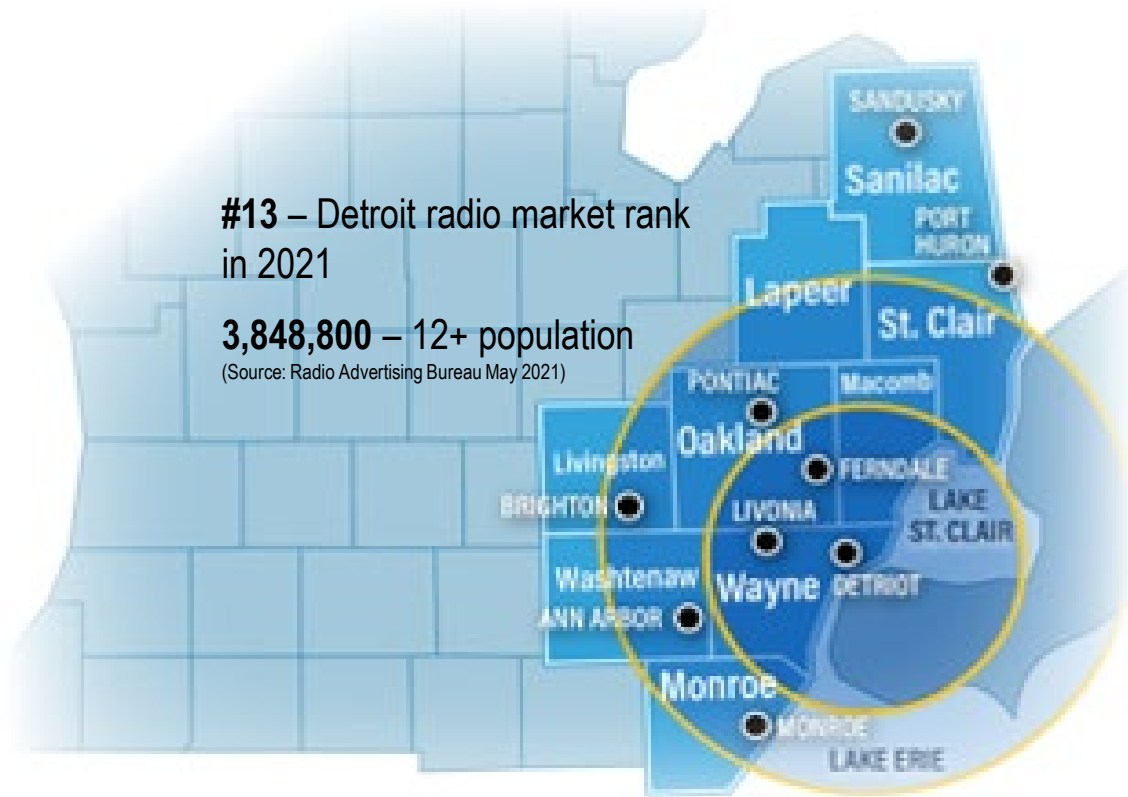 SANDUSKY
Sanilac
#13 – Detroit radio market rank
in 2021
PORT
HURON
Lapeer
St. Clair
3,848,800 – 12+ population
(Source: Radio Advertising Bureau May 2021)
PONTIAC
Macomb
Oakland
Livingston
FERNDALE
BRIGHTON
LIVONIA
LAKE
ST. CLAIR
Washtenaw
Wayne
DETRIOT
ANN ARBOR
Monroe
MONROE
LAKE ERIE